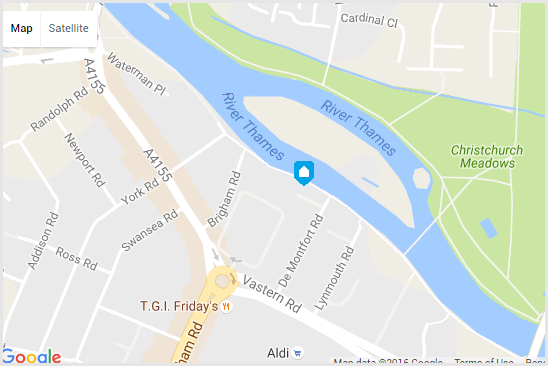 Cardinal Cl
Map
Satellite
A4155
Waterman Pl
Randolph Rd
River Thames
River Thames
Christchurch
Meadows
Newport Rd
A4155
York Rd
Brigham Rd
Swansea Rd
Addison Rd
De Montfort Rd
Lynmouth Rd
Ross Rd
Vastern Rd
T.G.I. Friday's
ham Rd
Aldi
Google
Map data ©2016 Google
Terms of Use